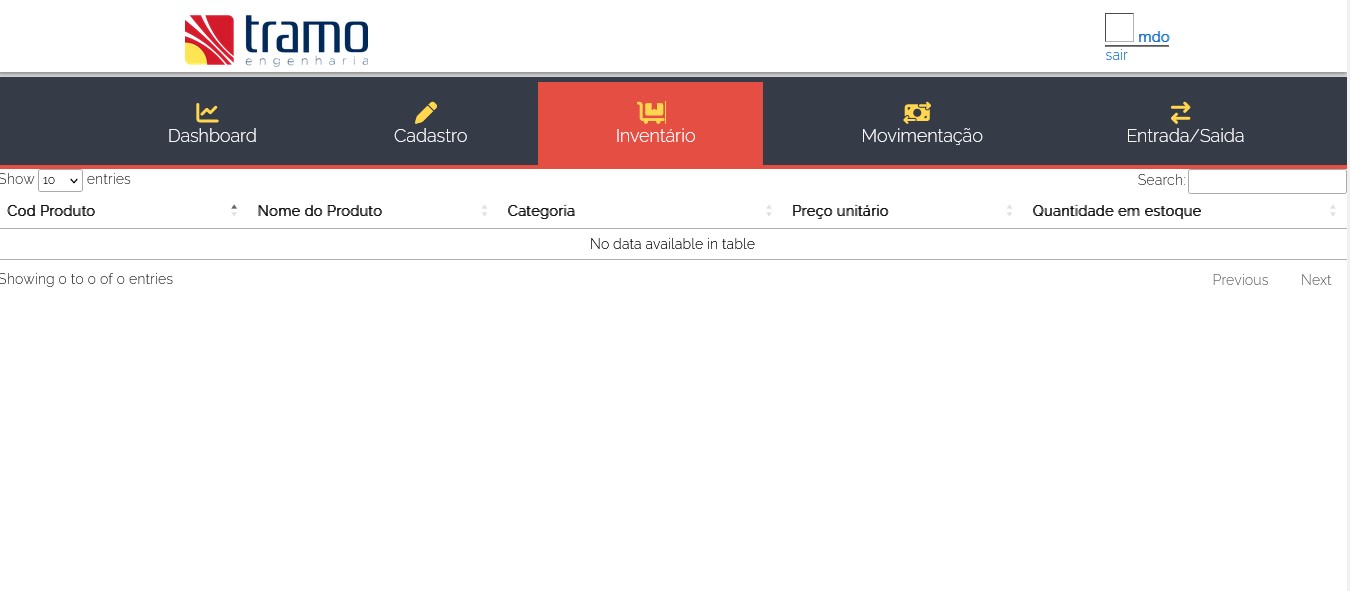 tramo
engenharia
mdo
sair
Dashboard Cadastro Inventário Movimentação Entrada/Saida
Show 10 entries Search:
Cod Produto Nome do Produto Categoria Preço unitário Quantidade em estoque
No data available in table
Showing 0 to 0 of 0 entries Previous Next